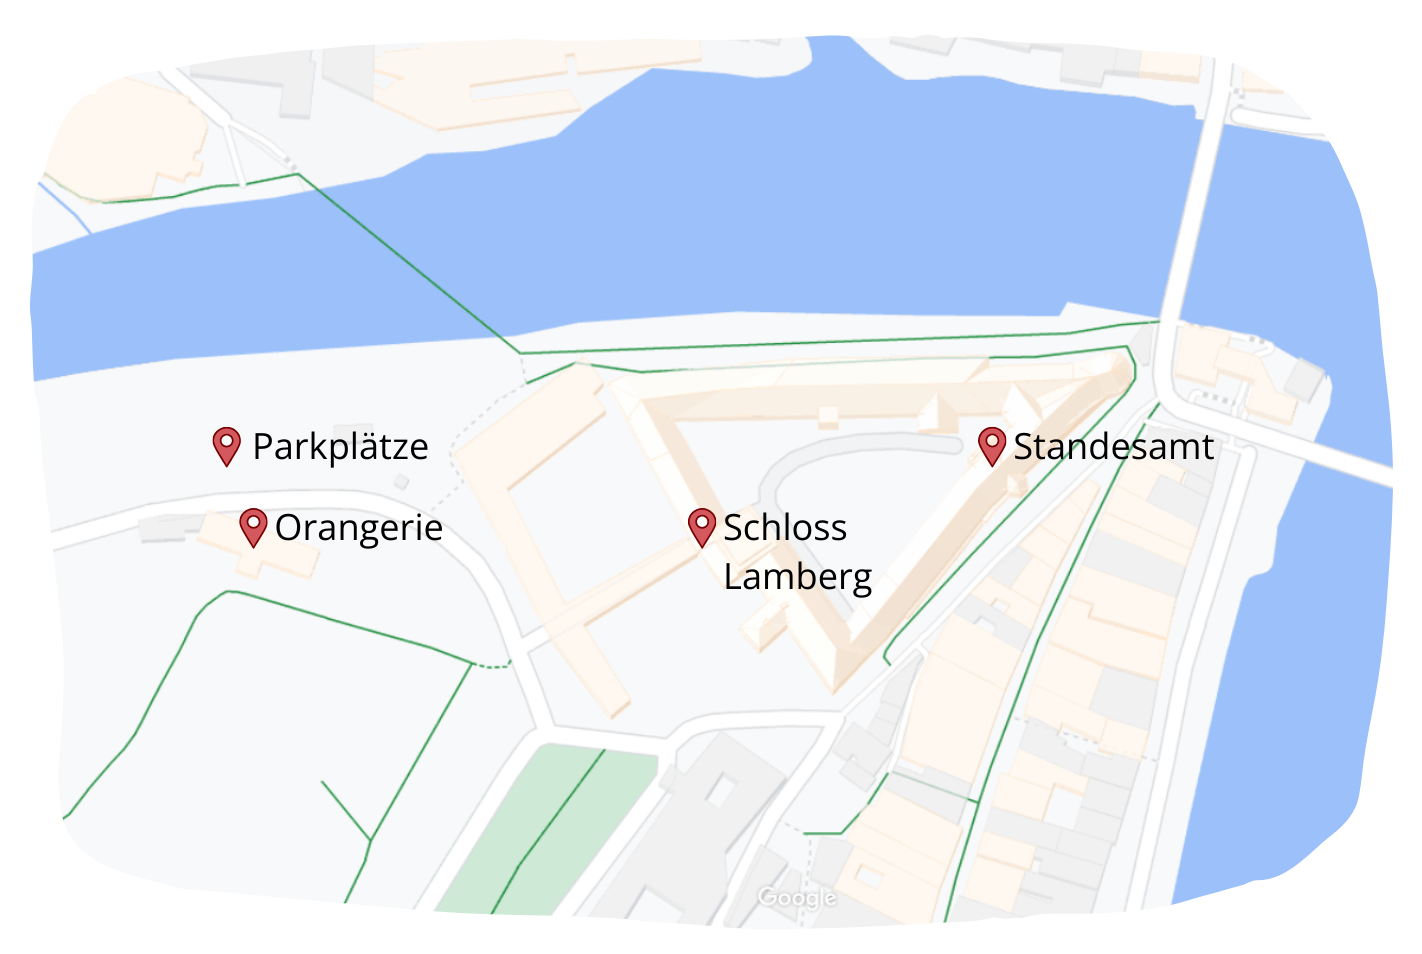 Parkplätze
Standesamt
Orangerie
Schloss
Lamberg
Google